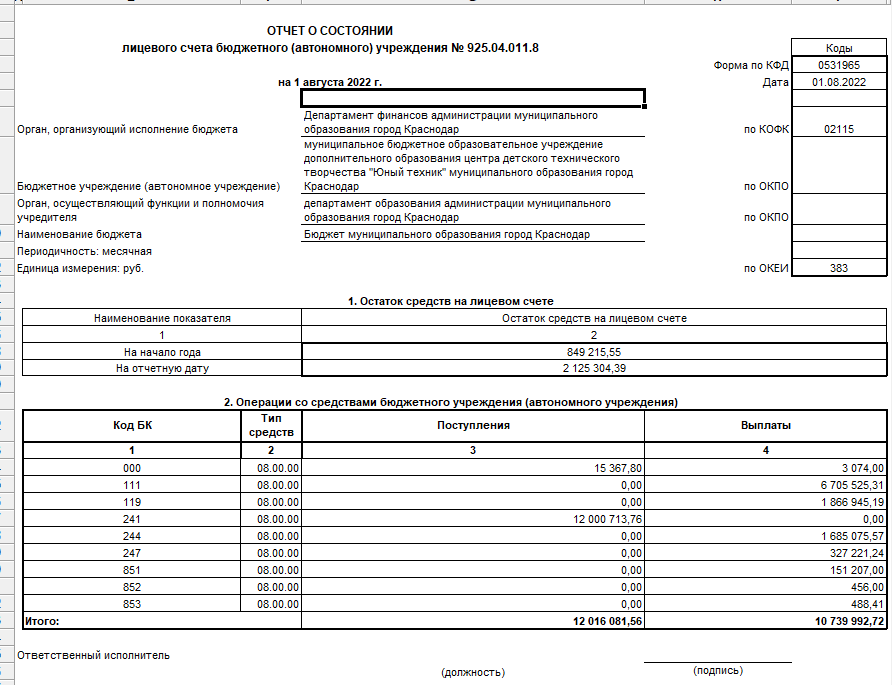 ОТЧЕТ О СОСТОЯНИИ
лицевого счета бюджетного (автономного) учреждения № 925.04.011.8
Коды
Форма по КФД 0531965
на 1 августа 2022 г. Дата 01.08.2022
Департамент финансов администрации муниципального
Орган, организующий исполнение бюджета образования город Краснодар по КОФК 02115
муниципальное бюджетное образовательное учреждение
дополнительного образования центра детского технического
творчества "Юный техник" муниципального образования город
Бюджетное учреждение (автономное учреждение) Краснодар по ОКПО
Орган, осуществляющий функции и полномочия департамент образования администрации муниципального
учредителя образования город Краснодар по ОКПО
Наименование бюджета Бюджет муниципального образования город Краснодар
Периодичность: месячная
Единица измерения: руб. по ОКЕИ 383
1. Остаток средств на лицевом счете
Наименование показателя Остаток средств на лицевом счете
1 2
На начало года 849 215,55
На отчетную дату 2 125 304,39
2. Операции со средствами бюджетного учреждения (автономного учреждения)
Код БК Тип средств Поступления Выплаты
1 2 3 4
000 08.00.00 15 367,80 3 074,00
111 08.00.00 0,00 6 705 525,31
119 08.00.00 0,00 1 866 945,19
241 08.00.00 12 000 713,76 0,00
244 08.00.00 0,00 1 685 075,57
247 08.00.00 0,00 327 221,24
851 08.00.00 0,00 151 207,00
852 08.00.00 0,00 456,00
853 08.00.00 0,00 488,41
Итого: 12 016 081,56 10 739 992,72
Ответственный исполнитель
(должность) (подпись)